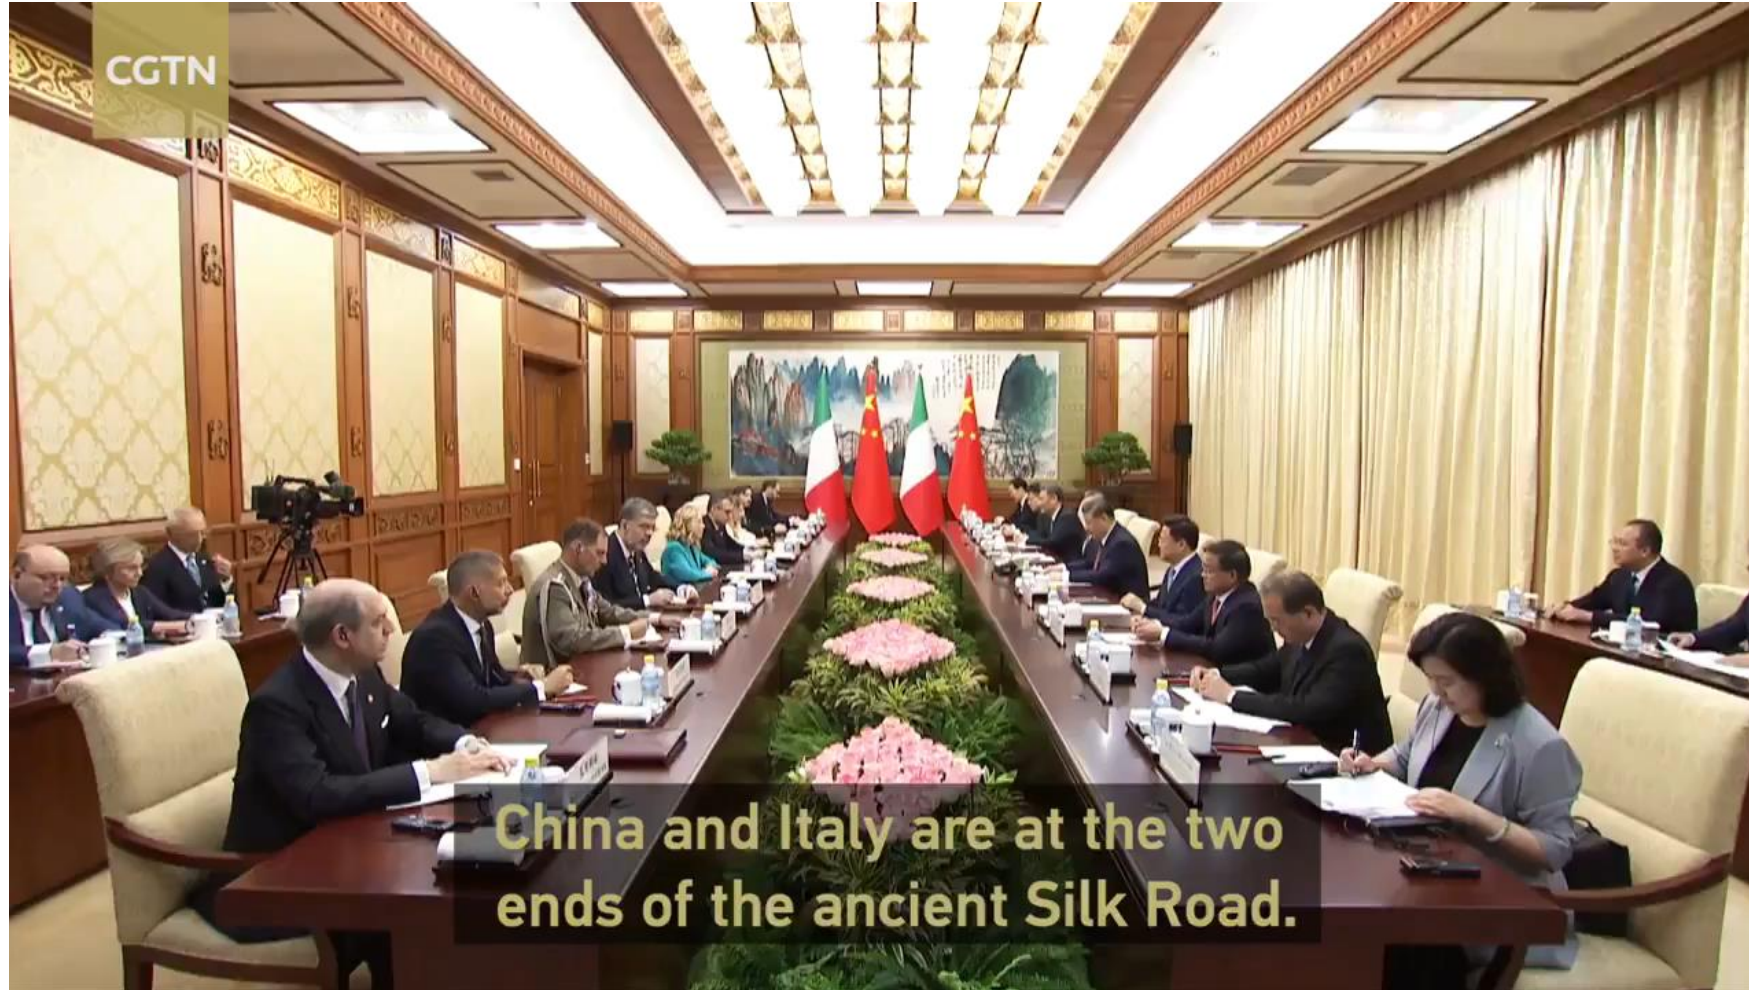 CGTN
China and Italy are at the two
ends of the ancient Silk Road.